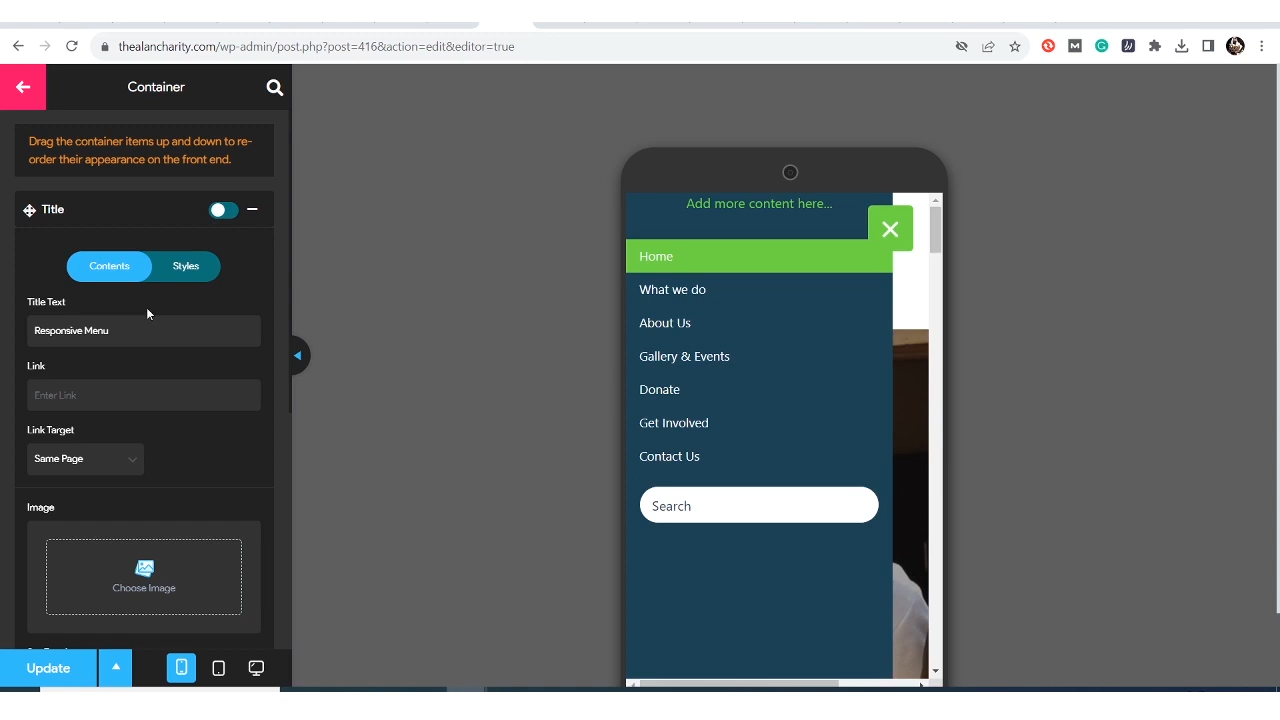 thealancharity.com/wp-admin/post.php?post=416&action=edit&editor=true
Container
Drag the container items up and down to re-
order their appearance on the front end.
Title
Contents
Styles
Title Text
Responsive Menu
Link
Enter Link
Link Target
Same Page
Image
Choose Image
Update
Add more content here...
Home
What we do
About Us
Gallery & Events
Donate
Get Involved
Contact Us
Search